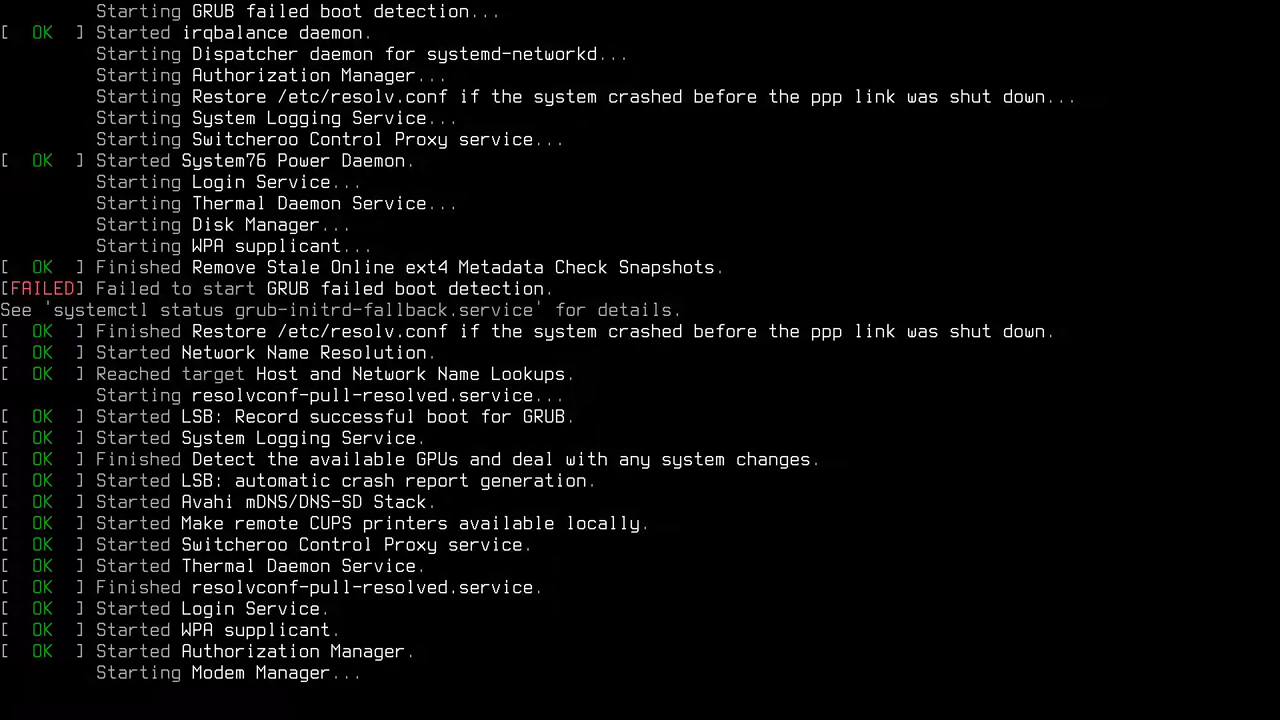 Starting GRUB failed boot detection...
[  OK  ] Started irqbalance daemon.
Starting Dispatcher daemon for systemd-networkd...
Starting Authorization Manager...
Starting Restore /etc/resolv.conf if the system crashed before the ppp link was shut down...
Starting System Logging Service...
Starting Switcheroo Control Proxy service...
[  OK  ] Started System76 Power Daemon.
Starting Login Service...
Starting Thermal Daemon Service...
Starting Disk Manager...
Starting WPA supplicant...
[  OK  ] Finished Remove Stale Online ext4 Metadata Check Snapshots.
[FAILED] Failed to start GRUB failed boot detection.
See 'systemctl status grub-initrd-fallback.service' for details.
[  OK  ] Finished Restore /etc/resolv.conf if the system crashed before the ppp link was shut down.
[  OK  ] Started Network Name Resolution.
[  OK  ] Reached target Host and Network Name Lookups.
Starting resolvconf-pull-resolved.service...
[  OK  ] Started LSB: Record successful boot for GRUB.
[  OK  ] Started System Logging Service.
[  OK  ] Finished Detect the available GPUs and deal with any system changes.
[  OK  ] Started LSB: automatic crash report generation.
[  OK  ] Started Avahi mDNS/DNS-SD Stack.
[  OK  ] Started Make remote CUPS printers available locally.
[  OK  ] Started Switcheroo Control Proxy service.
[  OK  ] Started Thermal Daemon Service.
[  OK  ] Finished resolvconf-pull-resolved.service.
[  OK  ] Started Login Service.
[  OK  ] Started WPA supplicant.
[  OK  ] Started Authorization Manager.
Starting Modem Manager...